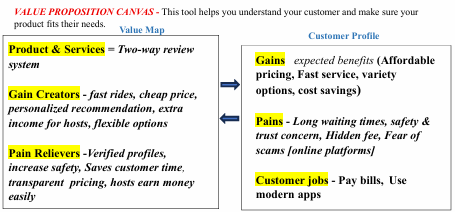 VALUE PROPOSITION CANVAS - This tool helps you understand your customer and make sure your
product fits their needs.
Value Map
Product & Services = Two-way review
system
Gain Creators - fast rides, cheap price,
personalized recommendation, extra
income for hosts, flexible options
Pain Relievers -Verified profiles,
increase safety, Saves customer time,
transparent pricing, hosts earn money
easily
Customer Profile
Gains expected benefits (Affordable
pricing, Fast service, variety
options, cost savings)
Pains - Long waiting times, safety &
trust concern, Hidden fee, Fear of
scams [online platforms]
Customer jobs - Pay bills, Use
modern apps